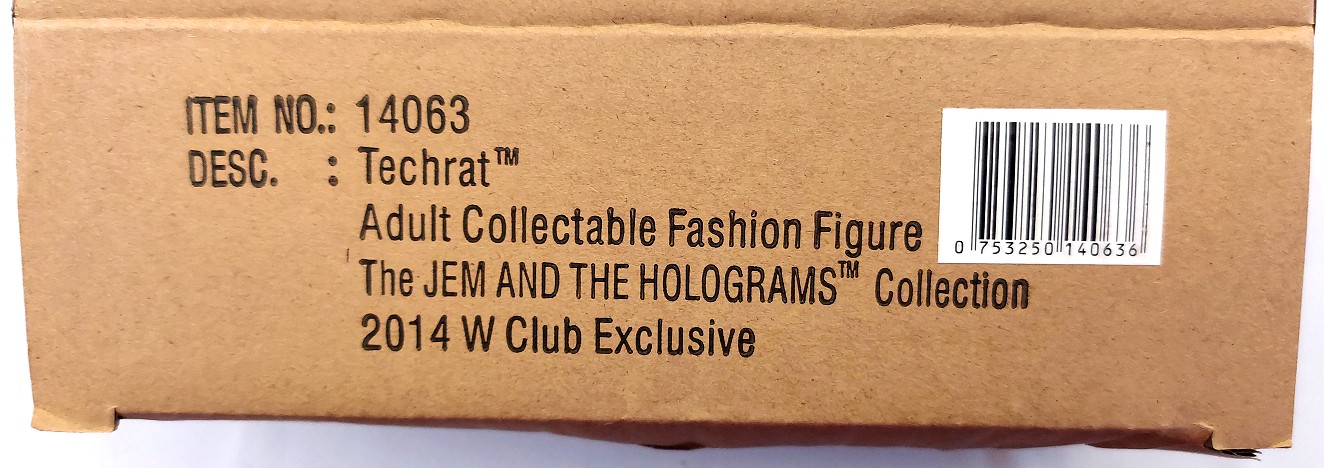 ITEM NO.: 14063
DESC. : Techrat™
Adult Collectable Fashion Figure
The JEM AND THE HOLOGRAMS™ Collection
2014 W Club Exclusive
0 753250 140636